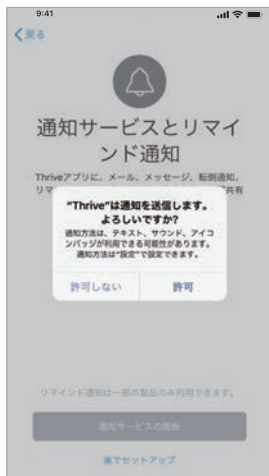 9:41
戻る
通知サービスとリマイ
ンド通知
Thriveアプリに、メール、メッセージ、転倒通知、
リマ
共有
"Thrive"は通知を送信します。
よろしいですか?
通知方法は、テキスト、サウンド、アイコ
ンバッジが利用できる可能性があります。
通知方法は"設定"で設定できます。
許可しない
許可
リマインド通知は一部の製品のみ利用できます。
通知サービスの開始
後でセットアップ